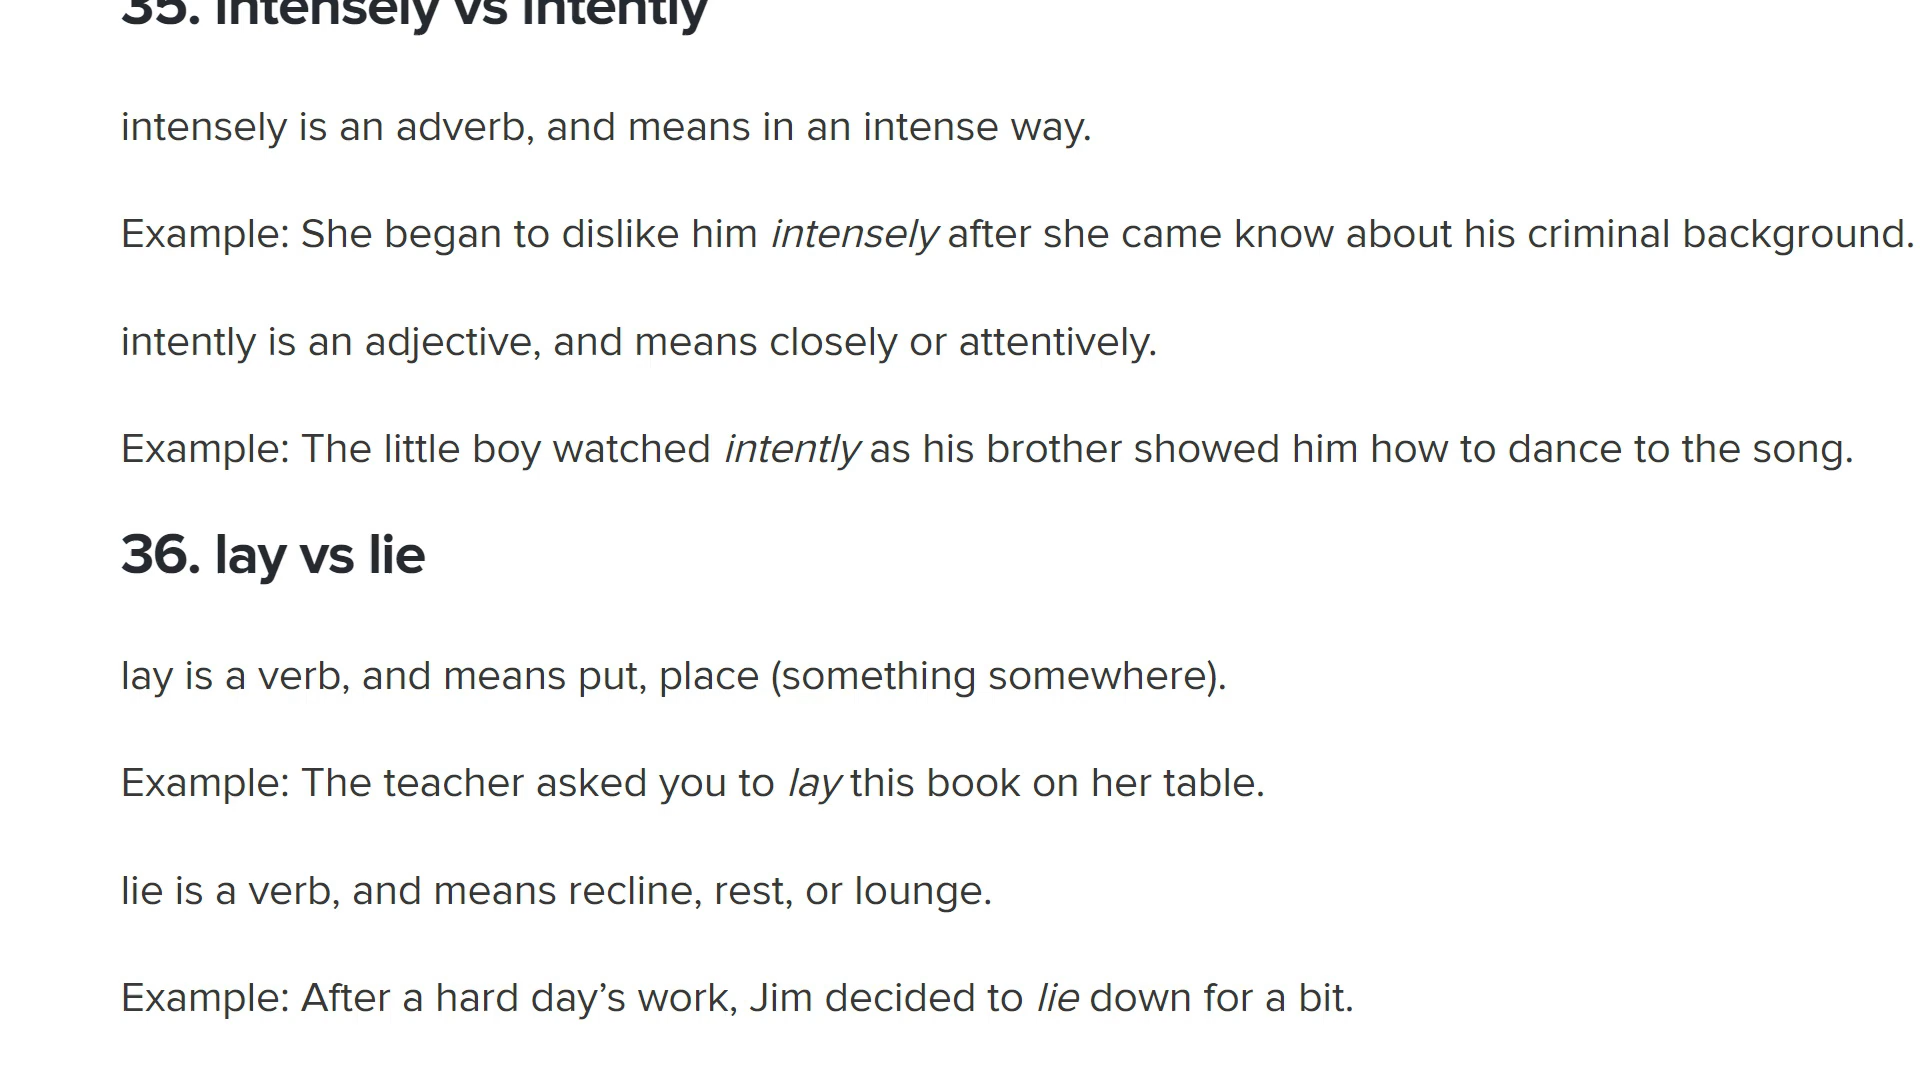 35. intensely vs intently
intensely is an adverb, and means in an intense way.
Example: She began to dislike him intensely after she came know about his criminal background.
intently is an adjective, and means closely or attentively.
Example: The little boy watched intently as his brother showed him how to dance to the song.
36. lay vs lie
lay is a verb, and means put, place (something somewhere).
Example: The teacher asked you to lay this book on her table.
lie is a verb, and means recline, rest, or lounge.
Example: After a hard day’s work, Jim decided to lie down for a bit.